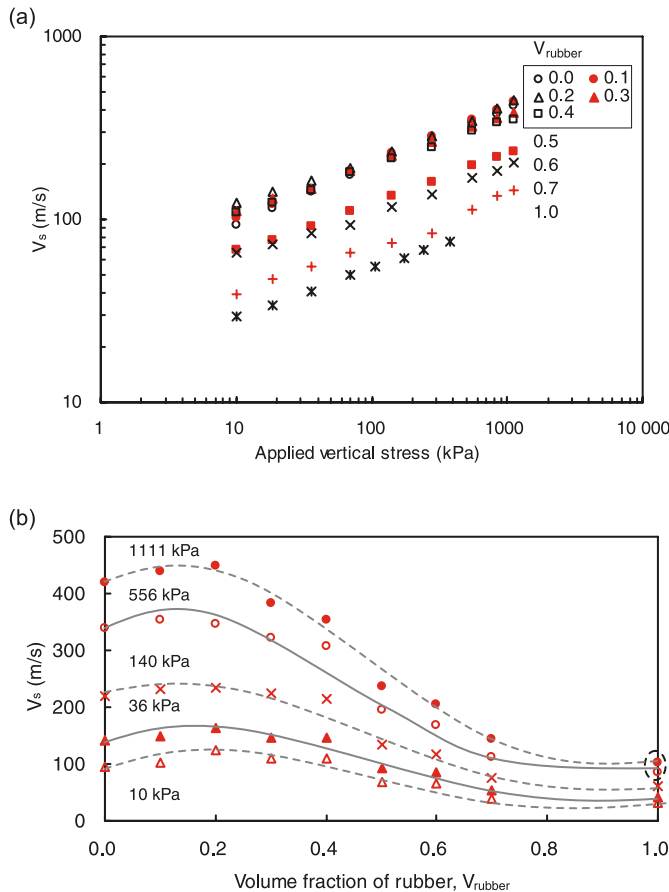 (a)
1000
100
10
Vs (m/s)
1
10
100
1000
10 000
Applied vertical stress (kPa)
Vrubber
0.0 0.1
0.2 0.3
0.4
0.5
0.6
0.7
1.0
(b)
500
400
300
200
100
0
Vs (m/s)
1111 kPa
556 kPa
140 kPa
36 kPa
10 kPa
0.0 0.2 0.4 0.6 0.8 1.0
Volume fraction of rubber, Vrubber